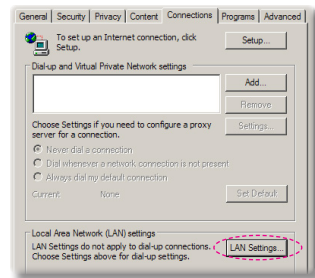 General Security Privacy Content Connections Programs Advanced
To set up an Internet connection, click Setup.
Setup...
Dial-up and Virtual Private Network settings
Add...
Remove
Choose Settings if you need to configure a proxy server for a connection.
Settings...
Never dial a connection
Dial whenever a network connection is not present
Always dial my default connection
Current None
Set Default
Local Area Network (LAN) settings
LAN Settings do not apply to dial-up connections. Choose Settings above for dial-up settings.
LAN Settings...